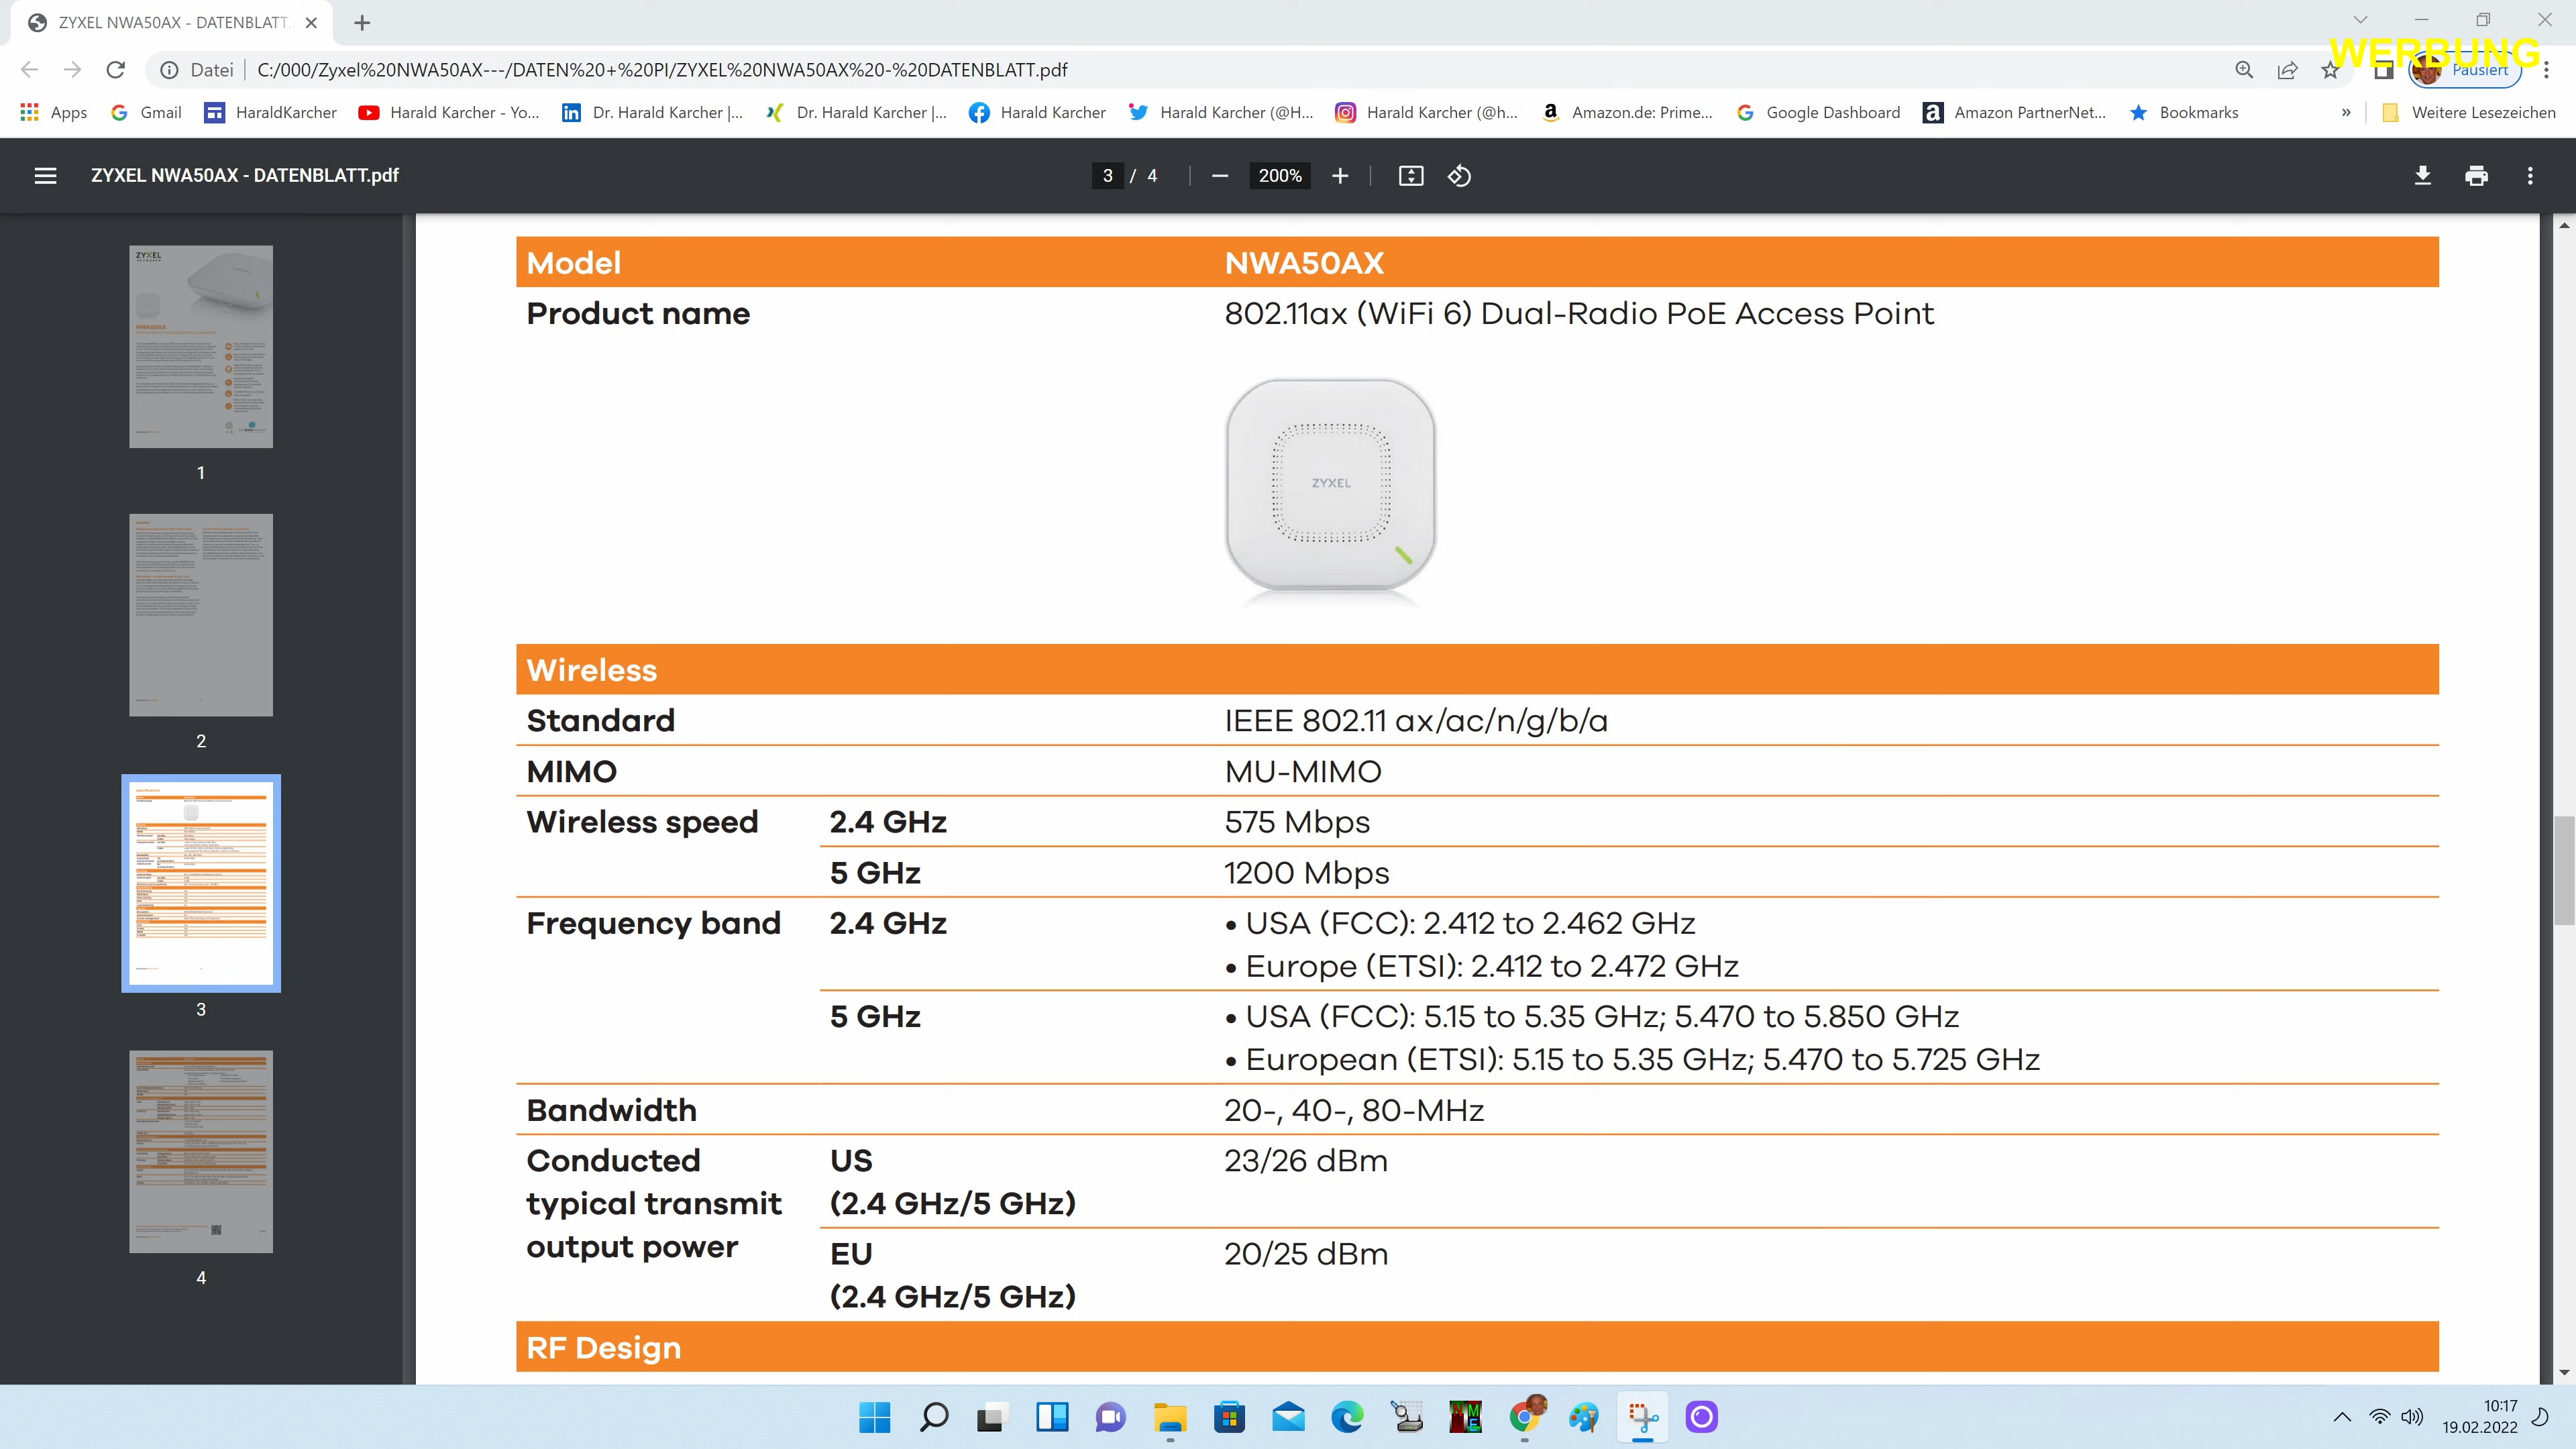 ZYXEL NWA50AX - DATENBLATT.
WERBUNG
Datei
C:/000/Zyxel%20NWA50AX---/DATEN%20+%20PI/ZYXEL%20NWA50AX%20-%20DATENBLATT.pdf
Pausiert
Apps Gmail HaraldKarcher Harald Karcher - Yo... Dr. Harald Karcher |... Dr. Harald Karcher |... Harald Karcher Harald Karcher (@H... Harald Karcher (@h... Amazon.de: Prime... Google Dashboard Amazon PartnerNet... Bookmarks » Weitere Lesezeichen
ZYXEL NWA50AX - DATENBLATT.pdf 3 / 4 200%
ZYXEL
1
2
3
4
Model NWA50AX
Product name 802.11ax (WiFi 6) Dual-Radio PoE Access Point
ZYXEL
Wireless
Standard IEEE 802.11 ax/ac/n/g/b/a
MIMO MU-MIMO
Wireless speed 2.4 GHz 575 Mbps
5 GHz 1200 Mbps
Frequency band 2.4 GHz • USA (FCC): 2.412 to 2.462 GHz
• Europe (ETSI): 2.412 to 2.472 GHz
5 GHz • USA (FCC): 5.15 to 5.35 GHz; 5.470 to 5.850 GHz
• European (ETSI): 5.15 to 5.35 GHz; 5.470 to 5.725 GHz
Bandwidth 20-, 40-, 80-MHz
Conducted US 23/26 dBm
typical transmit (2.4 GHz/5 GHz)
output power EU 20/25 dBm
(2.4 GHz/5 GHz)
RF Design
10:17
19.02.2022